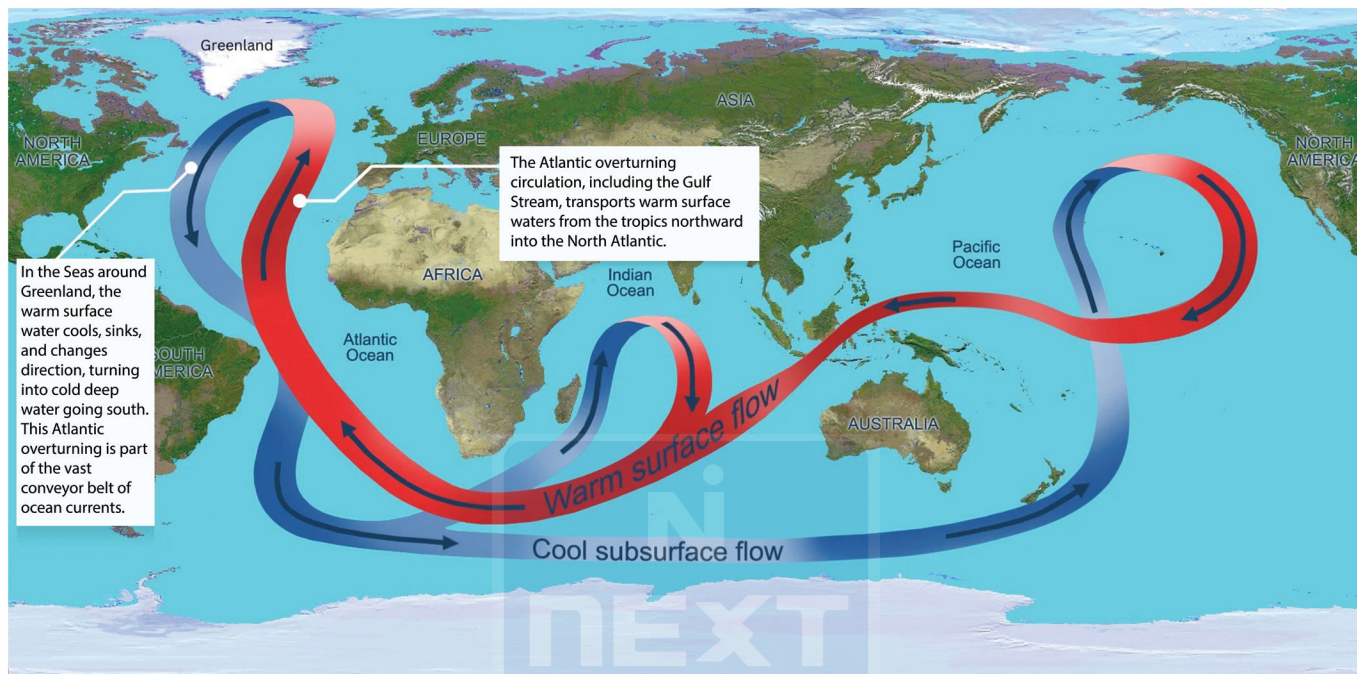 Greenland
ASIA
NORTH
AMERICA
EUROPE
NORTH
AMERICA
The Atlantic overturning
circulation, including the Gulf
Stream, transports warm surface
waters from the tropics northward
into the North Atlantic.
Pacific
Ocean
AFRICA
Indian
Ocean
In the Seas around
Greenland, the
warm surface
water cools, sinks,
and changes
direction, turning
into cold deep
water going south.
This Atlantic
overturning is part
of the vast
conveyor belt of
ocean currents.
Atlantic
Ocean
SOUTH
MERICA
AUSTRALIA
Warm surface flow
Cool subsurface flow
Ni
NEXT